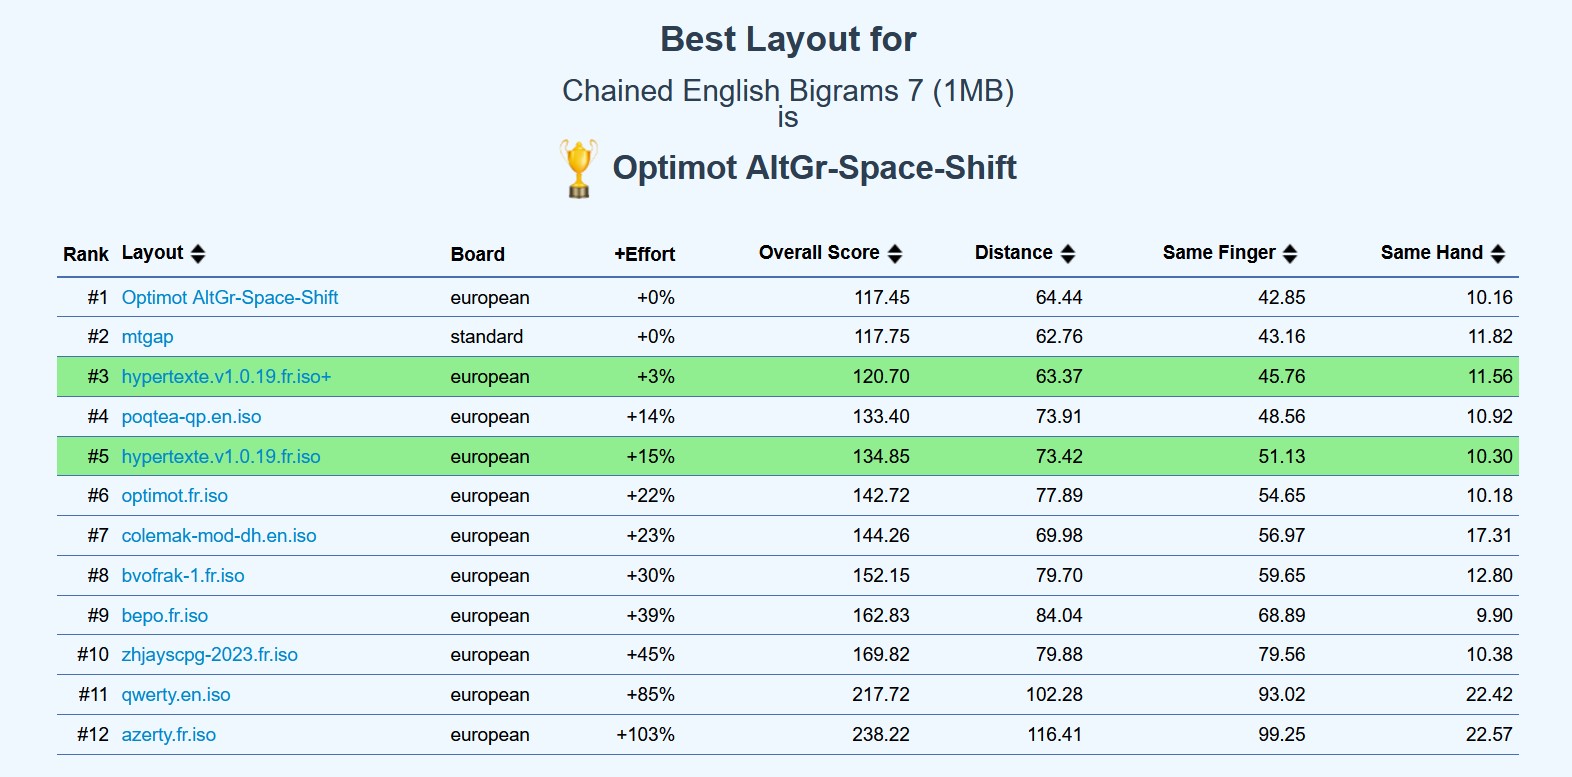 Best Layout for
Chained English Bigrams 7 (1MB)
is
Optimot AltGr-Space-Shift
Rank Layout Board +Effort Overall Score Distance Same Finger Same Hand
#1 Optimot AltGr-Space-Shift european +0% 117.45 64.44 42.85 10.16
#2 mtgap standard +0% 117.75 62.76 43.16 11.82
#3 hypertexte.v1.0.19.fr.iso+ european +3% 120.70 63.37 45.76 11.56
#4 poqtea-qp.en.iso european +14% 133.40 73.91 48.56 10.92
#5 hypertexte.v1.0.19.fr.iso european +15% 134.85 73.42 51.13 10.30
#6 optimot.fr.iso european +22% 142.72 77.89 54.65 10.18
#7 colemak-mod-dh.en.iso european +23% 144.26 69.98 56.97 17.31
#8 bvofrak-1.fr.iso european +30% 152.15 79.70 59.65 12.80
#9 bepo.fr.iso european +39% 162.83 84.04 68.89 9.90
#10 zhjayscpg-2023.fr.iso european +45% 169.82 79.88 79.56 10.38
#11 qwerty.en.iso european +85% 217.72 102.28 93.02 22.42
#12 azerty.fr.iso european +103% 238.22 116.41 99.25 22.57